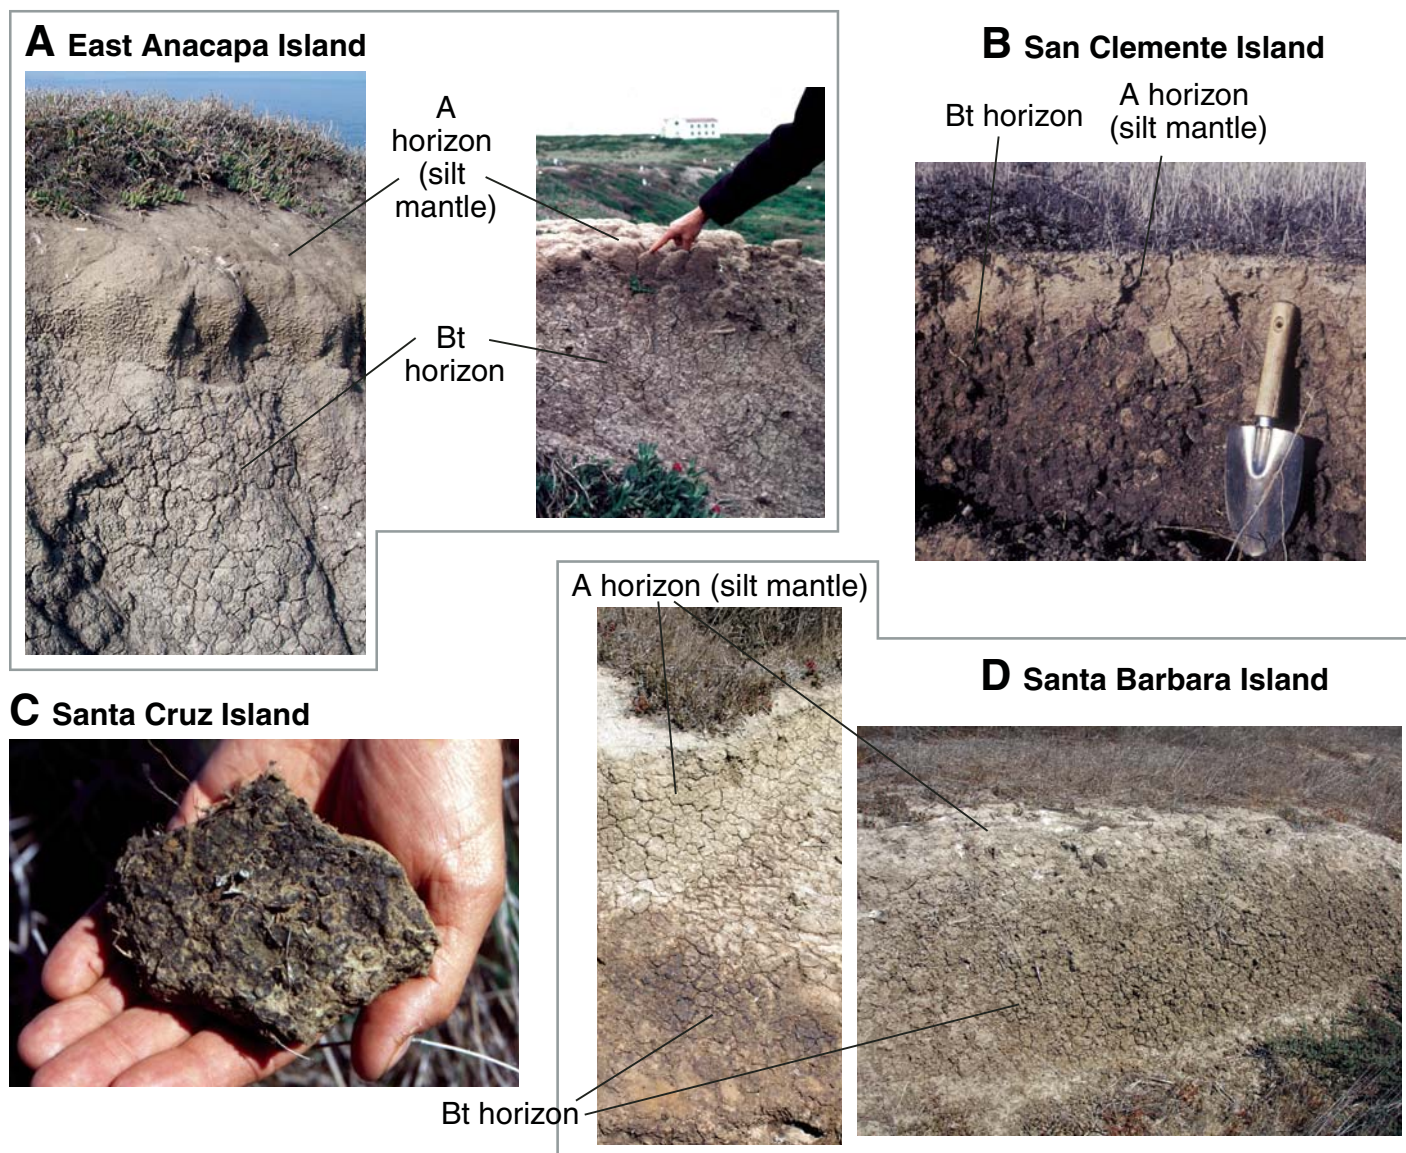 A East Anacapa Island
A
horizon
(silt
mantle)
Bt
horizon
B San Clemente Island
Bt horizon
A horizon
(silt mantle)
C Santa Cruz Island
A horizon (silt mantle)
D Santa Barbara Island
Bt horizon